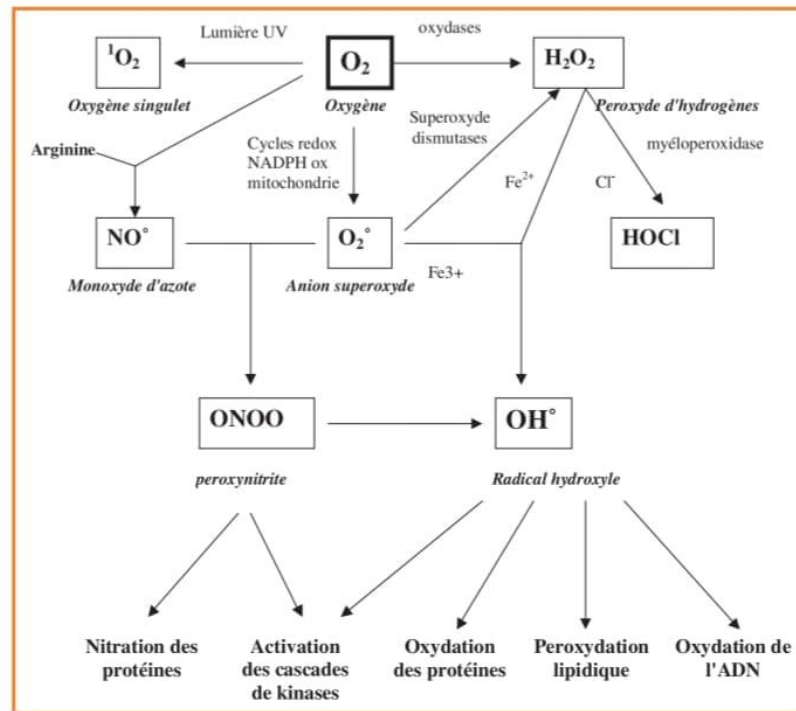 Lumière UV
oxydases
¹O₂
O₂
H₂O₂
Oxygène singulet
Oxygène
Peroxyde d'hydrogènes
Arginine
Cycles redox
NADPH ox
mitochondrie
Superoxyde
dismutases
myéloperoxidase
Fe²⁺
Cl⁻
NO°
O₂°
HOCl
Monoxyde d'azote
Anion superoxyde
Fe3+
ONOO
OH°
peroxynitrite
Radical hydroxyle
Nitration des
protéines
Activation
des cascades
de kinases
Oxydation
des protéines
Peroxydation
lipidique
Oxydation de
l'ADN